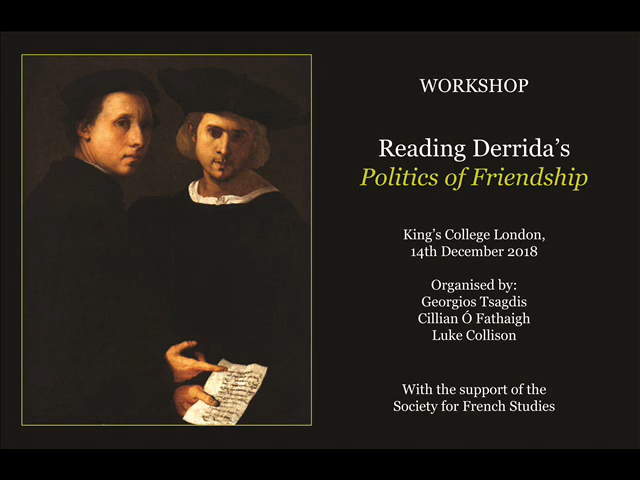 WORKSHOP
Reading Derrida’s
Politics of Friendship
King’s College London,
14th December 2018
Organised by:
Georgios Tsagdis
Cillian Ó Fathaigh
Luke Collison
With the support of the
Society for French Studies